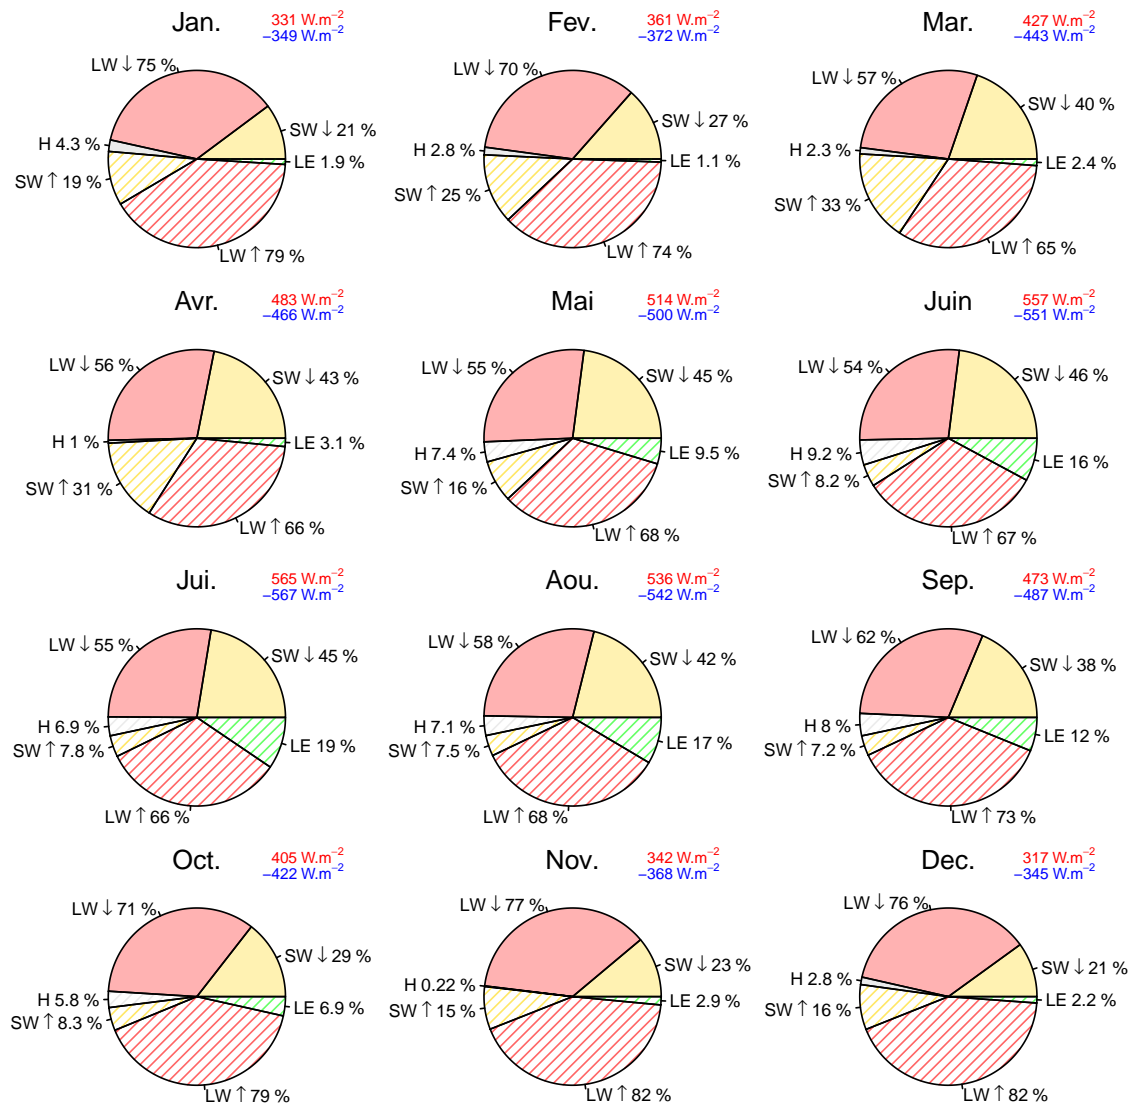 Jan.
331 W.m−2
−349 W.m−2
LW ↓ 75 %
SW ↓ 21 %
H 4.3 %
LE 1.9 %
SW ↑ 19 %
LW ↑ 79 %
Fev.
361 W.m−2
−372 W.m−2
LW ↓ 70 %
SW ↓ 27 %
H 2.8 %
LE 1.1 %
SW ↑ 25 %
LW ↑ 74 %
Mar.
427 W.m−2
−443 W.m−2
LW ↓ 57 %
SW ↓ 40 %
H 2.3 %
LE 2.4 %
SW ↑ 33 %
LW ↑ 65 %
Avr.
483 W.m−2
−466 W.m−2
LW ↓ 56 %
SW ↓ 43 %
H 1 %
LE 3.1 %
SW ↑ 31 %
LW ↑ 66 %
Mai
514 W.m−2
−500 W.m−2
LW ↓ 55 %
SW ↓ 45 %
H 7.4 %
LE 9.5 %
SW ↑ 16 %
LW ↑ 68 %
Juin
557 W.m−2
−551 W.m−2
LW ↓ 54 %
SW ↓ 46 %
H 9.2 %
LE 16 %
SW ↑ 8.2 %
LW ↑ 67 %
Jui.
565 W.m−2
−567 W.m−2
LW ↓ 55 %
SW ↓ 45 %
H 6.9 %
LE 19 %
SW ↑ 7.8 %
LW ↑ 66 %
Aou.
536 W.m−2
−542 W.m−2
LW ↓ 58 %
SW ↓ 42 %
H 7.1 %
LE 17 %
SW ↑ 7.5 %
LW ↑ 68 %
Sep.
473 W.m−2
−487 W.m−2
LW ↓ 62 %
SW ↓ 38 %
H 8 %
LE 12 %
SW ↑ 7.2 %
LW ↑ 73 %
Oct.
405 W.m−2
−422 W.m−2
LW ↓ 71 %
SW ↓ 29 %
H 5.8 %
LE 6.9 %
SW ↑ 8.3 %
LW ↑ 79 %
Nov.
342 W.m−2
−368 W.m−2
LW ↓ 77 %
SW ↓ 23 %
H 0.22 %
LE 2.9 %
SW ↑ 15 %
LW ↑ 82 %
Dec.
317 W.m−2
−345 W.m−2
LW ↓ 76 %
SW ↓ 21 %
H 2.8 %
LE 2.2 %
SW ↑ 16 %
LW ↑ 82 %